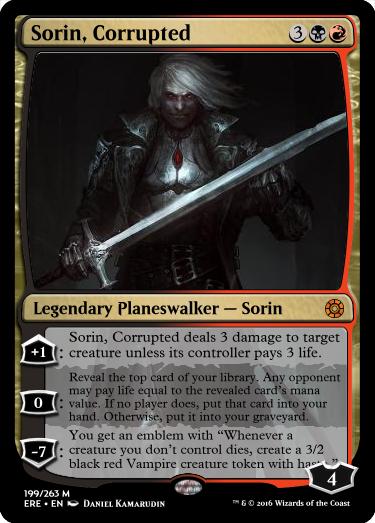 Sorin, Corrupted 3
Legendary Planeswalker — Sorin
+1: Sorin, Corrupted deals 3 damage to target
creature unless its controller pays 3 life.
Reveal the top card of your library. Any opponent
may pay life equal to the revealed card's mana
0: value. If no player does, put that card into your
hand. Otherwise, put it into your graveyard.
You get an emblem with “Whenever a
-7: creature you don't control dies, create a 3/2
black red Vampire creature token with
4
199/263 M
ERE • EN DANIEL KAMARUDIN
™ & © 2016 Wizards of the Coast